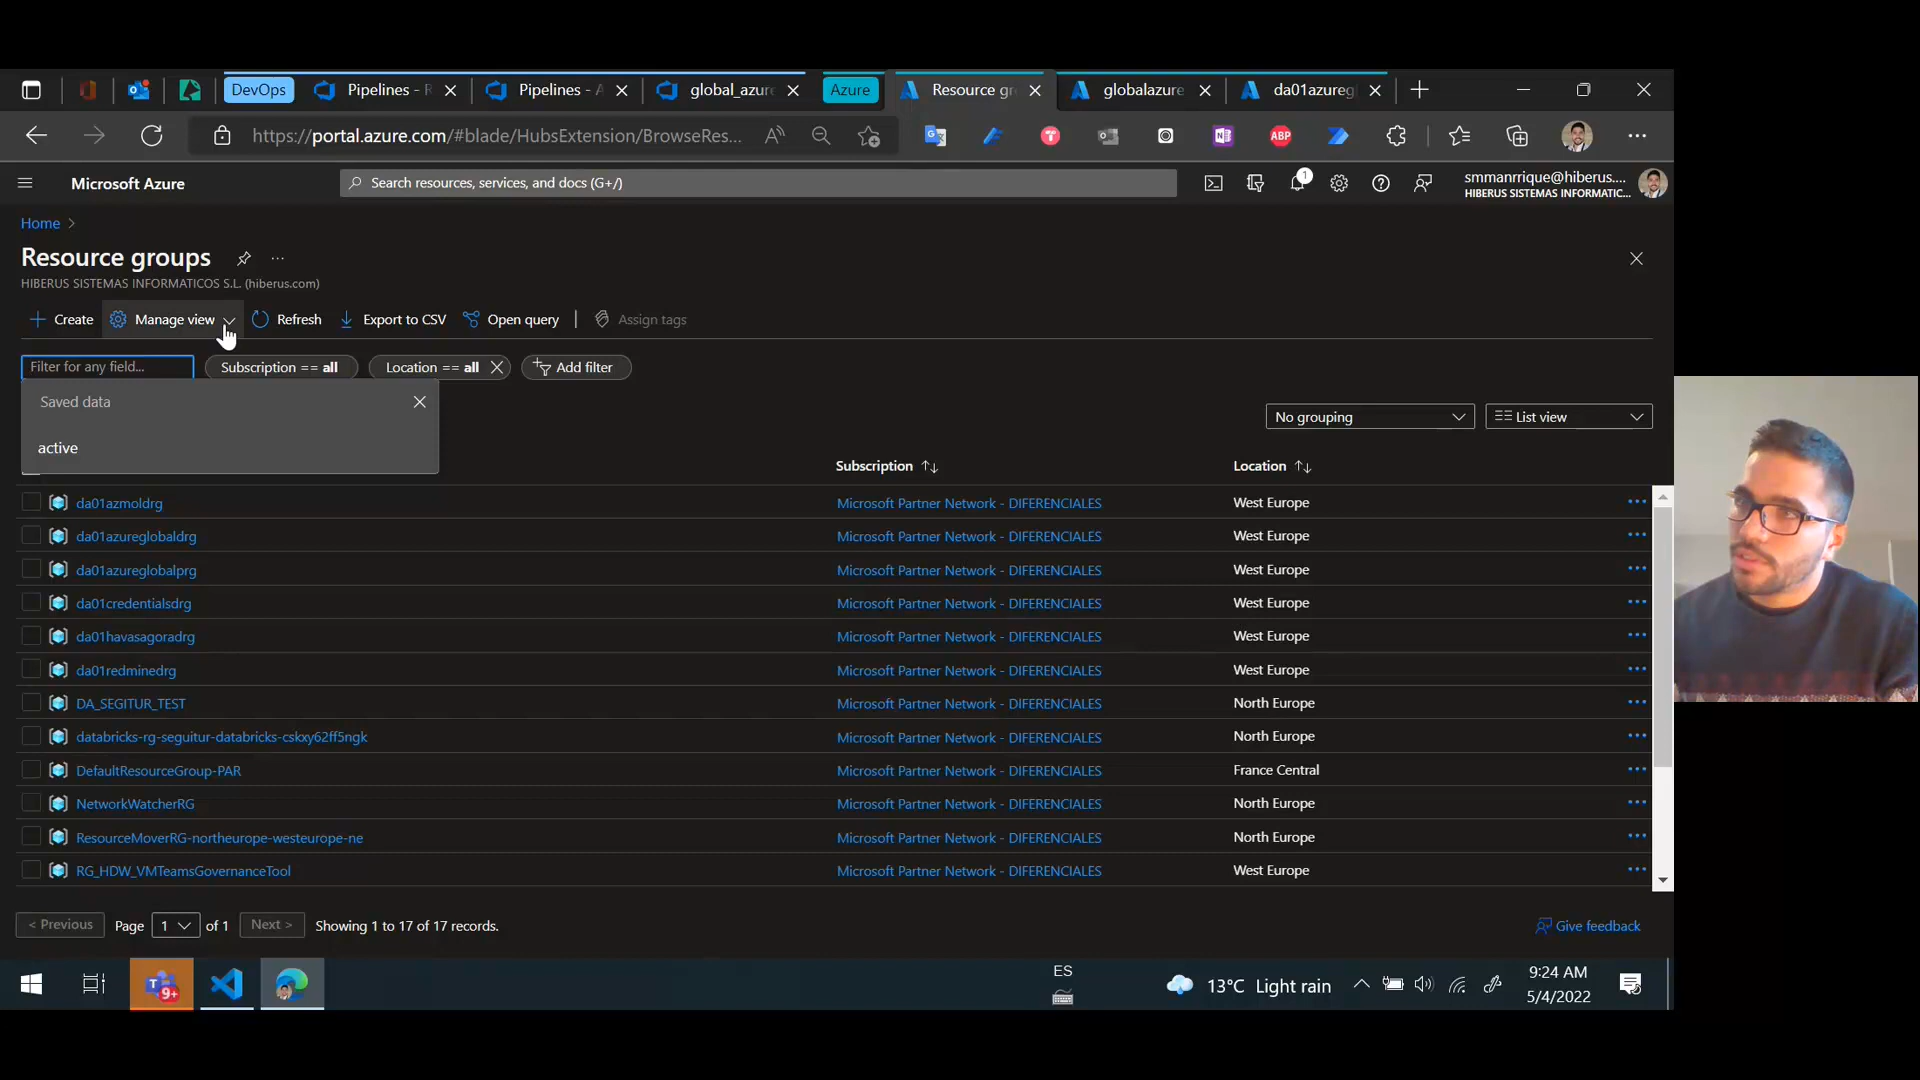 DevOps
Pipelines - R
Pipelines - A
global_azure
Azure
Resource gr
globalazure
da01azuregl
https://portal.azure.com/#blade/HubsExtension/BrowseRes...
ABP
Microsoft Azure
Search resources, services, and docs (G+/)
1
smmanrrique@hiberus....
HIBERUS SISTEMAS INFORMATIC...
Home >
Resource groups
HIBERUS SISTEMAS INFORMATICOS S.L. (hiberus.com)
Create
Manage view
Refresh
Export to CSV
Open query
Assign tags
Filter for any field...
Subscription == all
Location == all
Add filter
Saved data
active
No grouping
List view
Subscription
Location
da01azmoldrg Microsoft Partner Network - DIFERENCIALES West Europe
da01azureglobaldrg Microsoft Partner Network - DIFERENCIALES West Europe
da01azureglobalprg Microsoft Partner Network - DIFERENCIALES West Europe
da01credentialsdrg Microsoft Partner Network - DIFERENCIALES West Europe
da01havasagoradrg Microsoft Partner Network - DIFERENCIALES West Europe
da01redminedrg Microsoft Partner Network - DIFERENCIALES West Europe
DA_SEGITUR_TEST Microsoft Partner Network - DIFERENCIALES North Europe
databricks-rg-seguitur-databricks-cskxy62ff5ngk Microsoft Partner Network - DIFERENCIALES North Europe
DefaultResourceGroup-PAR Microsoft Partner Network - DIFERENCIALES France Central
NetworkWatcherRG Microsoft Partner Network - DIFERENCIALES North Europe
ResourceMoverRG-northeurope-westeurope-ne Microsoft Partner Network - DIFERENCIALES North Europe
RG_HDW_VMTeamsGovernanceTool Microsoft Partner Network - DIFERENCIALES West Europe
< Previous
Page 1 of 1
Next >
Showing 1 to 17 of 17 records.
Give feedback
9+
ES
13°C Light rain
9:24 AM
5/4/2022